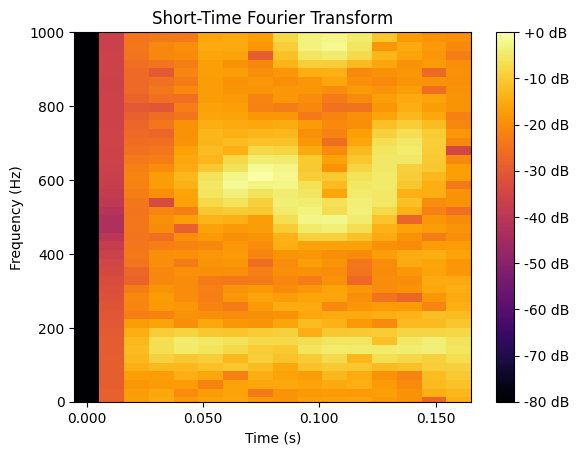 Short-Time Fourier Transform
1000
800
600
400
200
0
Frequency (Hz)
0.000
0.050
0.100
0.150
Time (s)
+0 dB
-10 dB
-20 dB
-30 dB
-40 dB
-50 dB
-60 dB
-70 dB
-80 dB